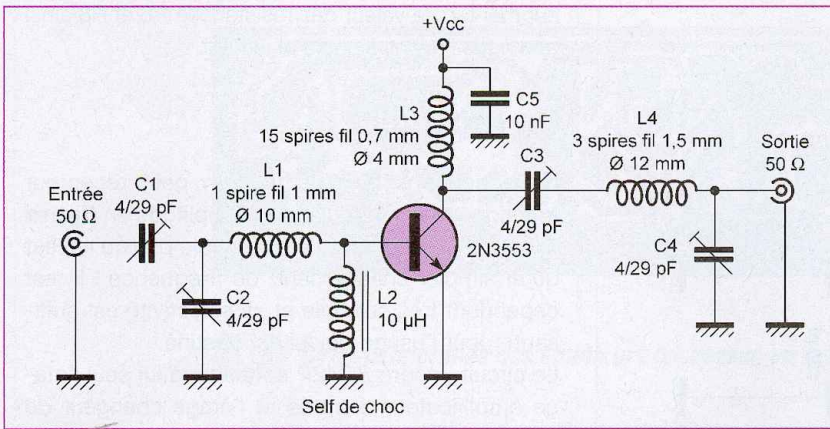 +Vcc
L3
15 spires fil 0,7 mm
Ø 4 mm
C5
10 nF
L4
3 spires fil 1,5 mm
Ø 12 mm
Sortie
50 Ω
C3
4/29 pF
L1
1 spire fil 1 mm
Ø 10 mm
Entrée
50 Ω
C1
4/29 pF
2N3553
C4
4/29 pF
C2
4/29 pF
L2
10 µH
Self de choc